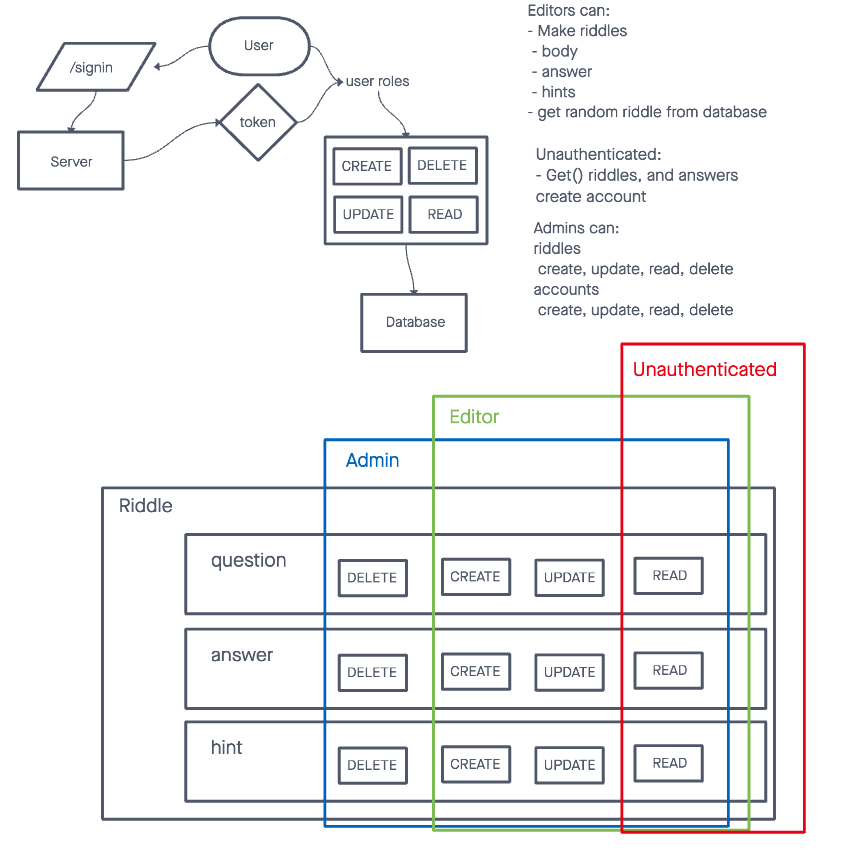 User
/signin
user roles
token
Server
CREATE
DELETE
UPDATE
READ
Database
Editors can:
- Make riddles
- body
- answer
- hints
- get random riddle from database
Unauthenticated:
- Get() riddles, and answers
create account
Admins can:
riddles
create, update, read, delete
accounts
create, update, read, delete
Unauthenticated
Editor
Admin
Riddle
question
DELETE
CREATE
UPDATE
READ
answer
DELETE
CREATE
UPDATE
READ
hint
DELETE
CREATE
UPDATE
READ